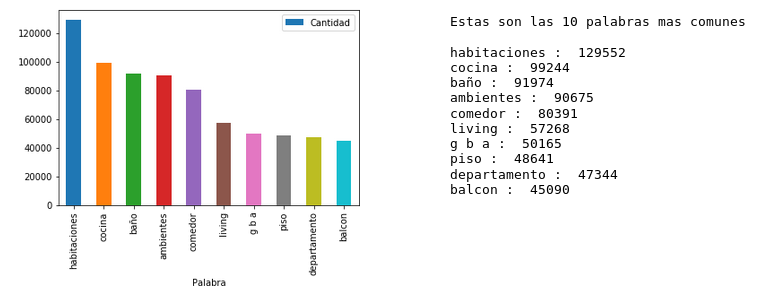 120000
100000
80000
60000
40000
20000
0
Cantidad
habitaciones
cocina
baño
ambientes
comedor
living
g b a
piso
departamento
balcon
Palabra
Estas son las 10 palabras mas comunes
habitaciones :  129552
cocina :  99244
baño :  91974
ambientes :  90675
comedor :  80391
living :  57268
g b a :  50165
piso :  48641
departamento :  47344
balcon :  45090